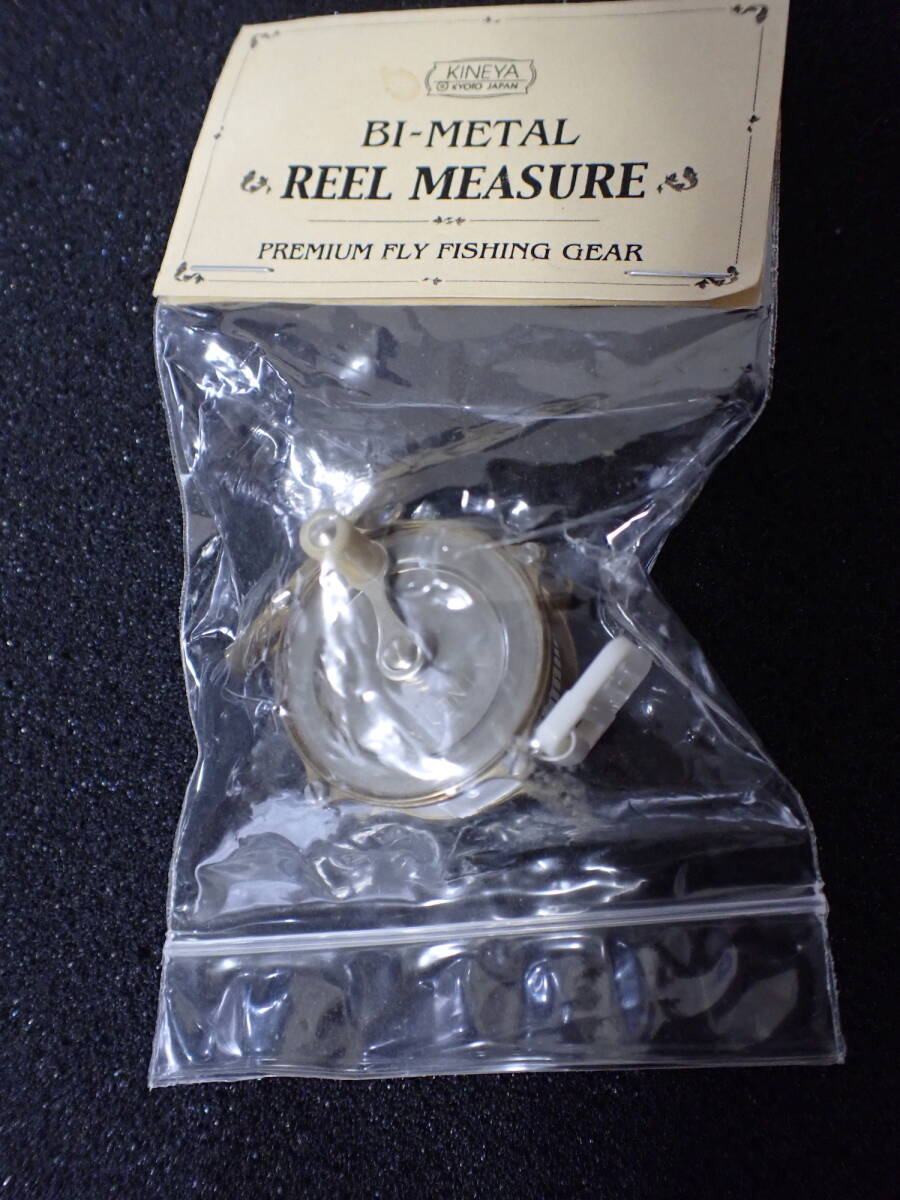 KINEYA
KYOTO JAPAN
BI-METAL
REEL MEASURE
PREMIUM FLY FISHING GEAR